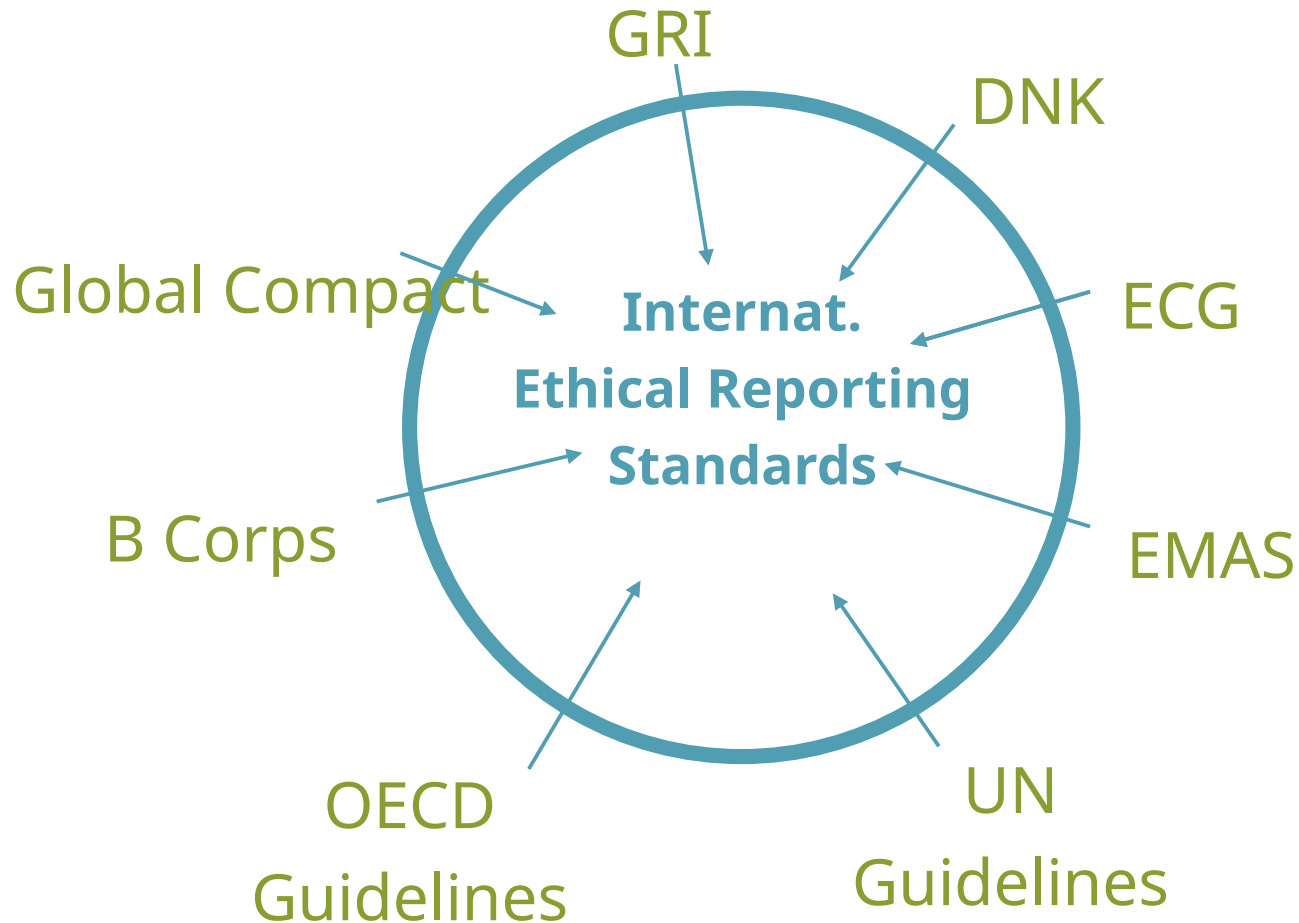 GRI
DNK
Global Compact
ECG
Internat.
Ethical Reporting
Standards
B Corps
EMAS
OECD
Guidelines
UN
Guidelines